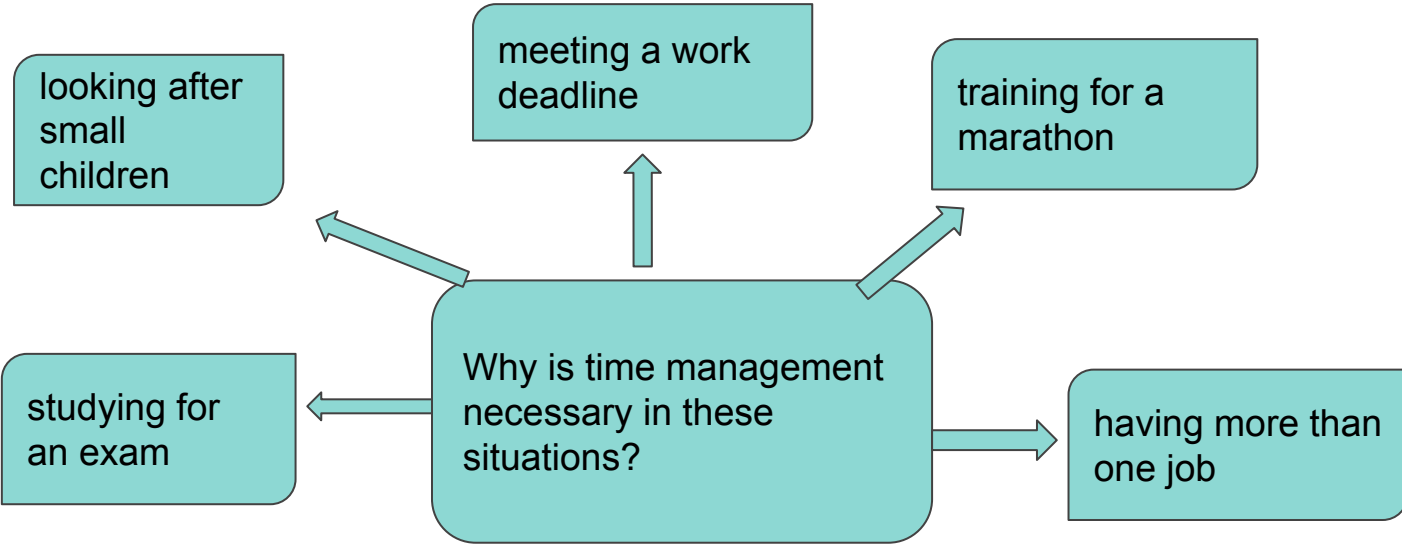 looking after
small
children
meeting a work
deadline
training for a
marathon
Why is time management
necessary in these
situations?
studying for
an exam
having more than
one job